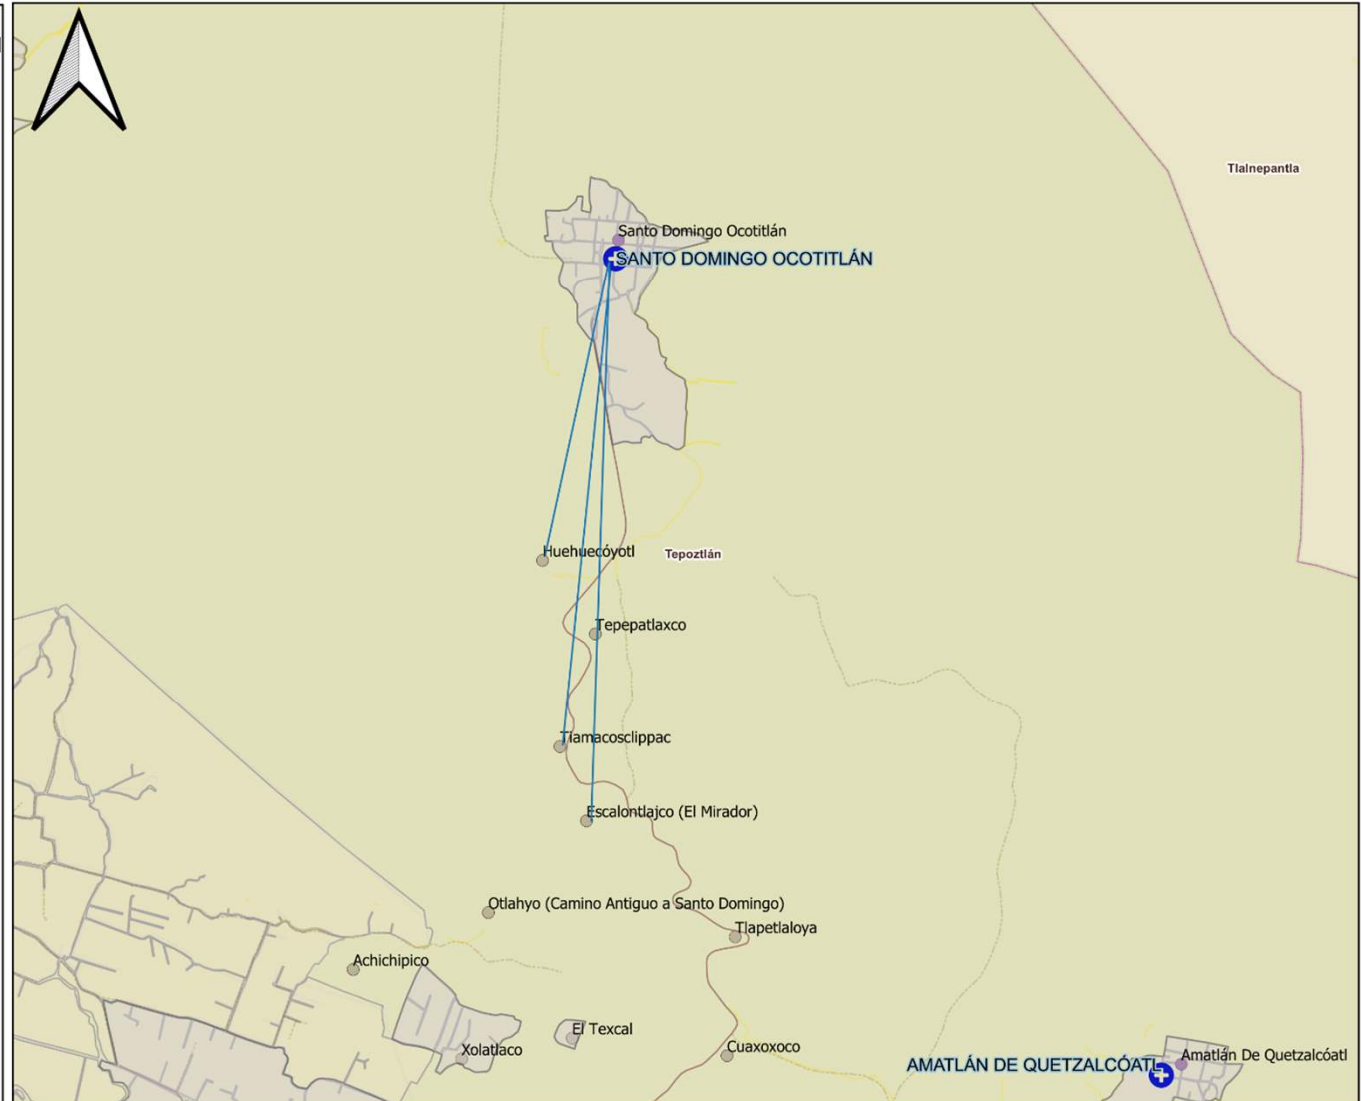 Tlalnepantla
Santo Domingo Ocotitlán
SANTO DOMINGO OCOTITLÁN
Huehuecóyotl
Tepoztlán
Tepepatlaxco
Tlamacosclippac
Escalontlajco (El Mirador)
Otlahyo (Camino Antiguo a Santo Domingo)
Tlapetlaloya
Achichipico
El Texcal
Xolatlaco
Cuaxoxoco
Amatlán De Quetzalcóatl
AMATLÁN DE QUETZALCÓATL